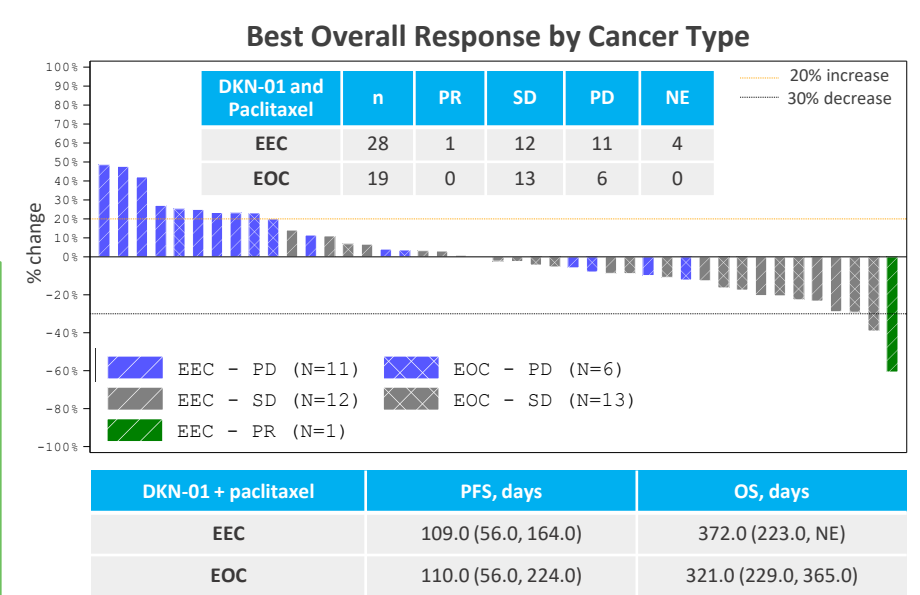 Best Overall Response by Cancer Type
100%
90%
80%
70%
60%
50%
40%
30%
20%
10%
0%
-20%
-40%
-60%
-80%
-100%
% change
20% increase
30% decrease
DKN-01 and Paclitaxel n PR SD PD NE
EEC 28 1 12 11 4
EOC 19 0 13 6 0
EEC - PD (N=11) EOC - PD (N=6)
EEC - SD (N=12) EOC - SD (N=13)
EEC - PR (N=1)
DKN-01 + paclitaxel PFS, days OS, days
EEC 109.0 (56.0, 164.0) 372.0 (223.0, NE)
EOC 110.0 (56.0, 224.0) 321.0 (229.0, 365.0)